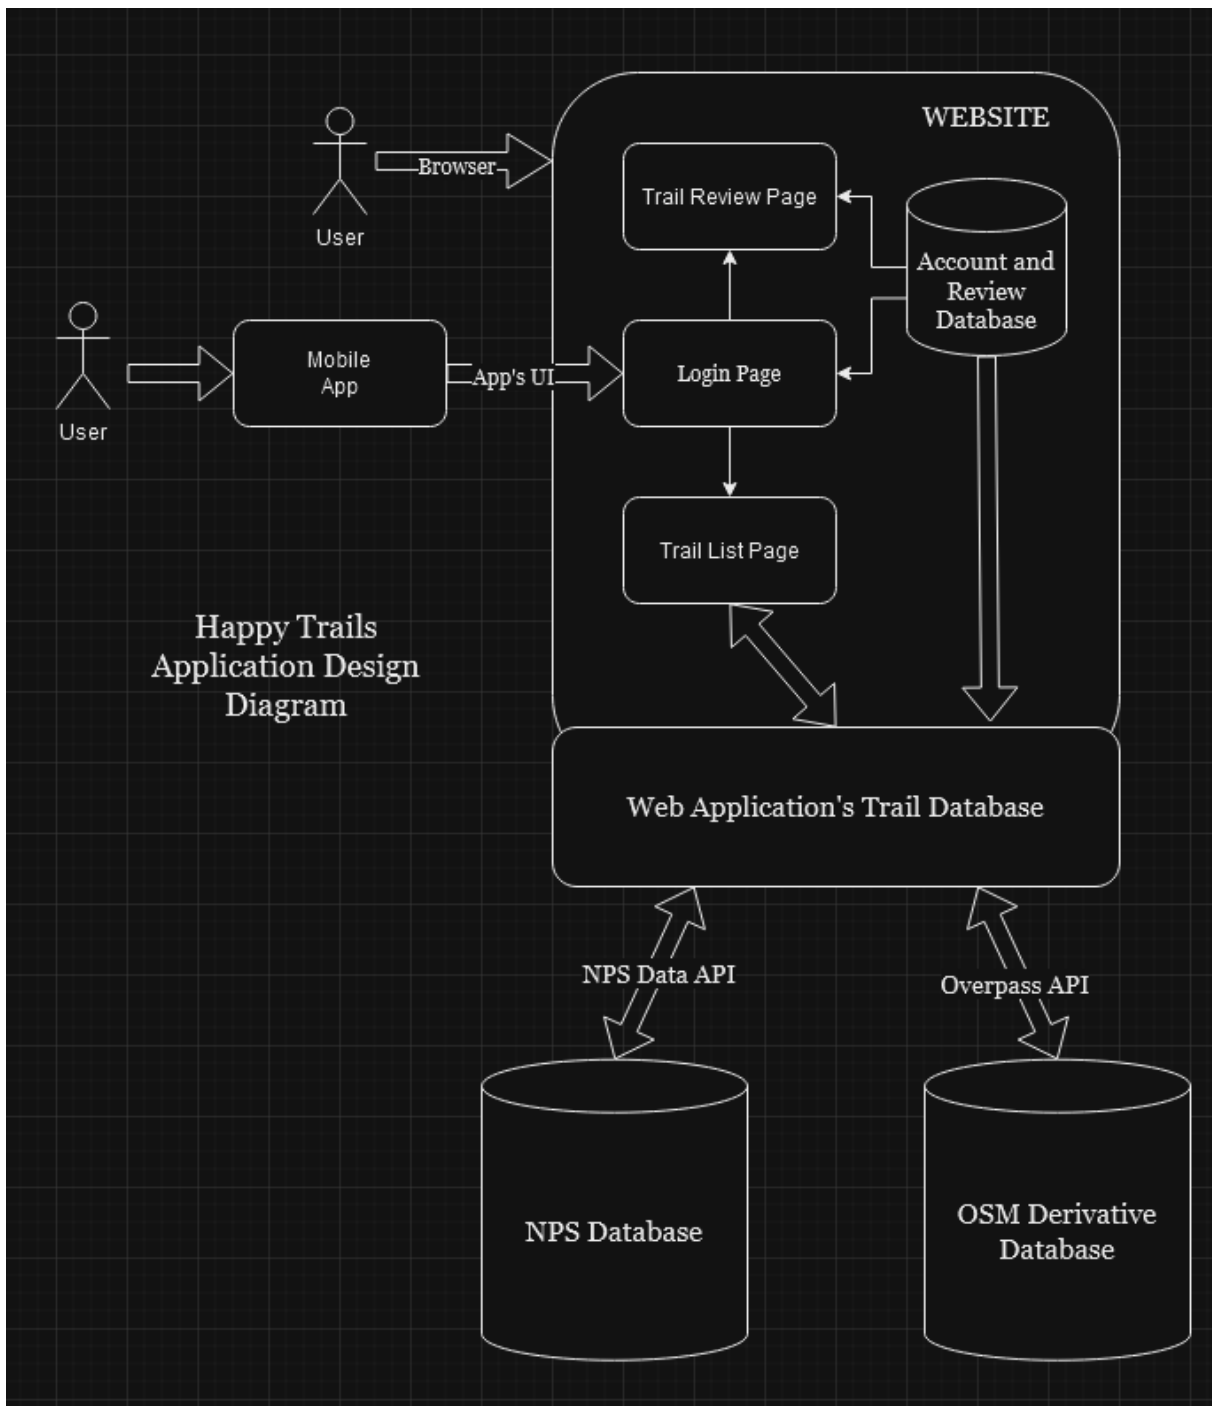 WEBSITE
Browser
User
Trail Review Page
Account and
Review
Database
User
Mobile
App
App's UI
Login Page
Trail List Page
Happy Trails
Application Design
Diagram
Web Application's Trail Database
NPS Data API
Overpass API
NPS Database
OSM Derivative
Database